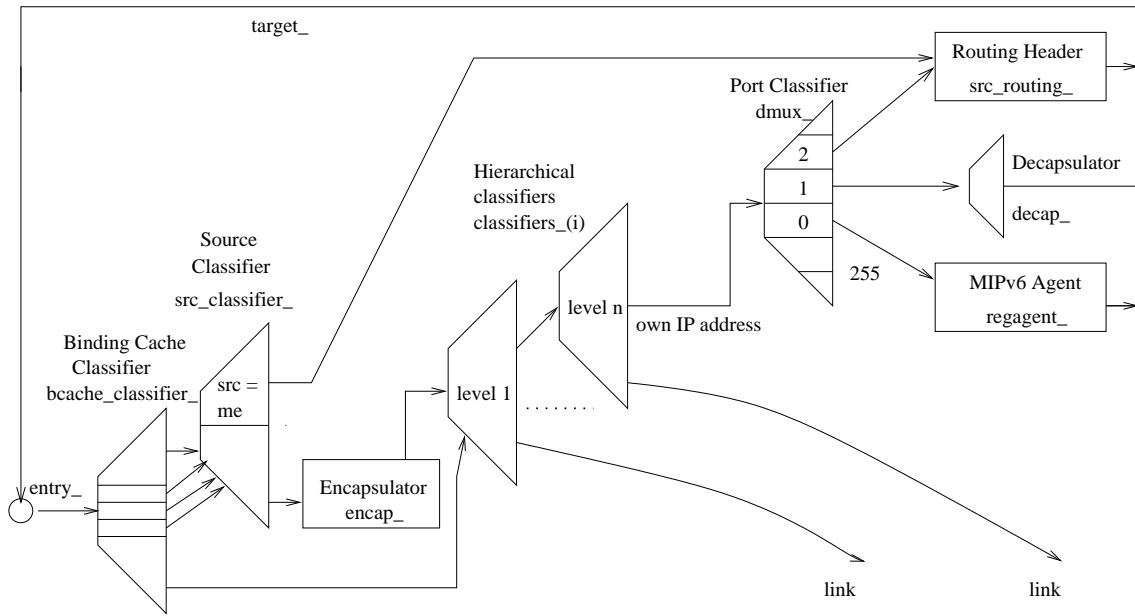 target_
Routing Header
src_routing_
Port Classifier
dmux_
2
1
0
255
Decapsulator
decap_
MIPv6 Agent
regagent_
Hierarchical
classifiers
classifiers_(i)
level n
own IP address
level 1
. . . . . . . .
Source
Classifier
src_classifier_
src =
me
Binding Cache
Classifier
bcache_classifier_
entry_
Encapsulator
encap_
link
link